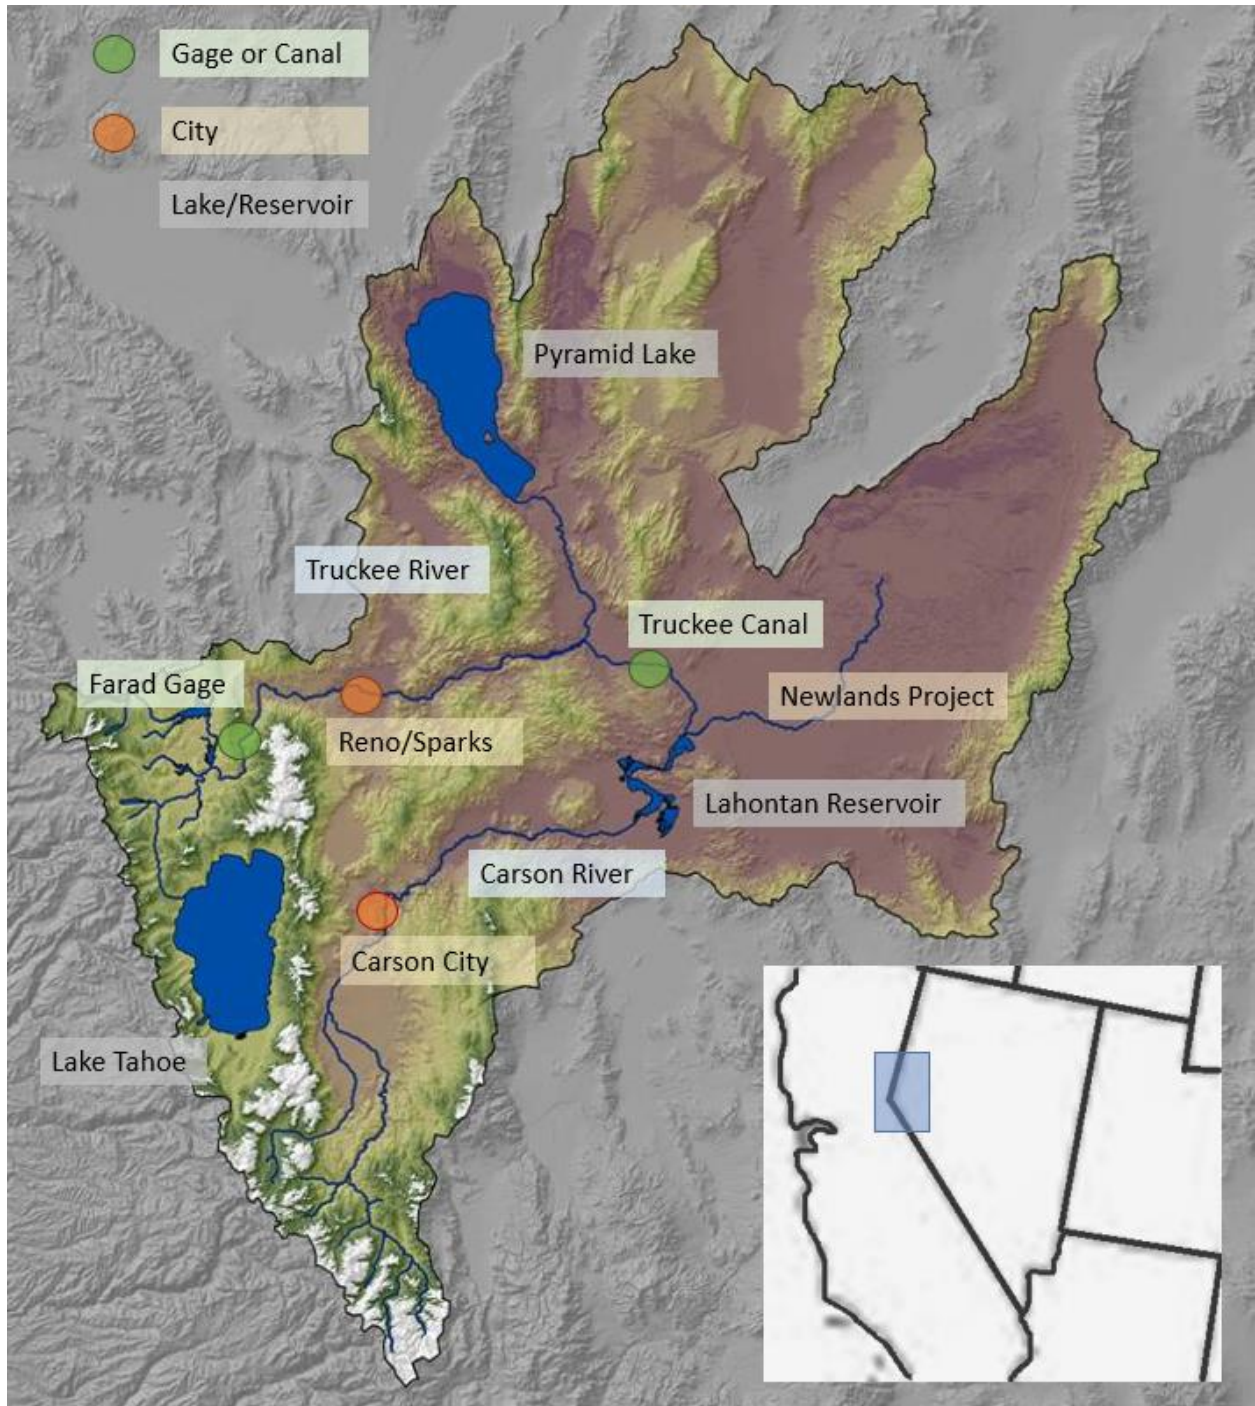 Gage or Canal
City
Lake/Reservoir
Pyramid Lake
Truckee River
Truckee Canal
Farad Gage
Newlands Project
Reno/Sparks
Lahontan Reservoir
Carson River
Carson City
Lake Tahoe